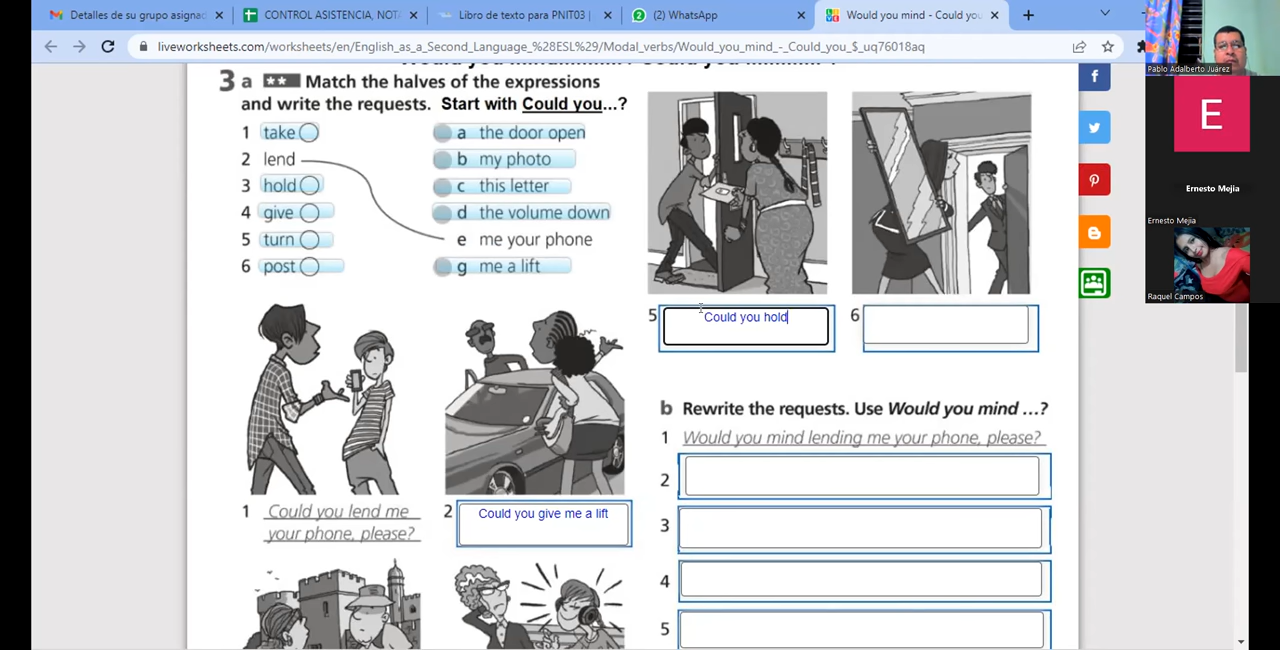 Detalles de su grupo asignad
CONTROL ASISTENCIA, NOTA
Libro de texto para PNIT03 |
(2) WhatsApp
Would you mind - Could you
liveworksheets.com/worksheets/en/English_as_a_Second_Language_%28ESL%29/Modal_verbs/Would_you_mind_-_Could_you_$_uq76018aq
Pablo Adalberto Juárez
3 a ★★ Match the halves of the expressions
and write the requests. Start with Could you...?
1 take
2 lend
3 hold
4 give
5 turn
6 post
a the door open
b my photo
c this letter
d the volume down
e me your phone
g me a lift
E
Ernesto Mejia
Ernesto Mejia
Raquel Campos
5 Could you hold
6
b Rewrite the requests. Use Would you mind ...?
1 Would you mind lending me your phone, please?
2
3
4
5
1 Could you lend me
your phone, please?
2 Could you give me a lift